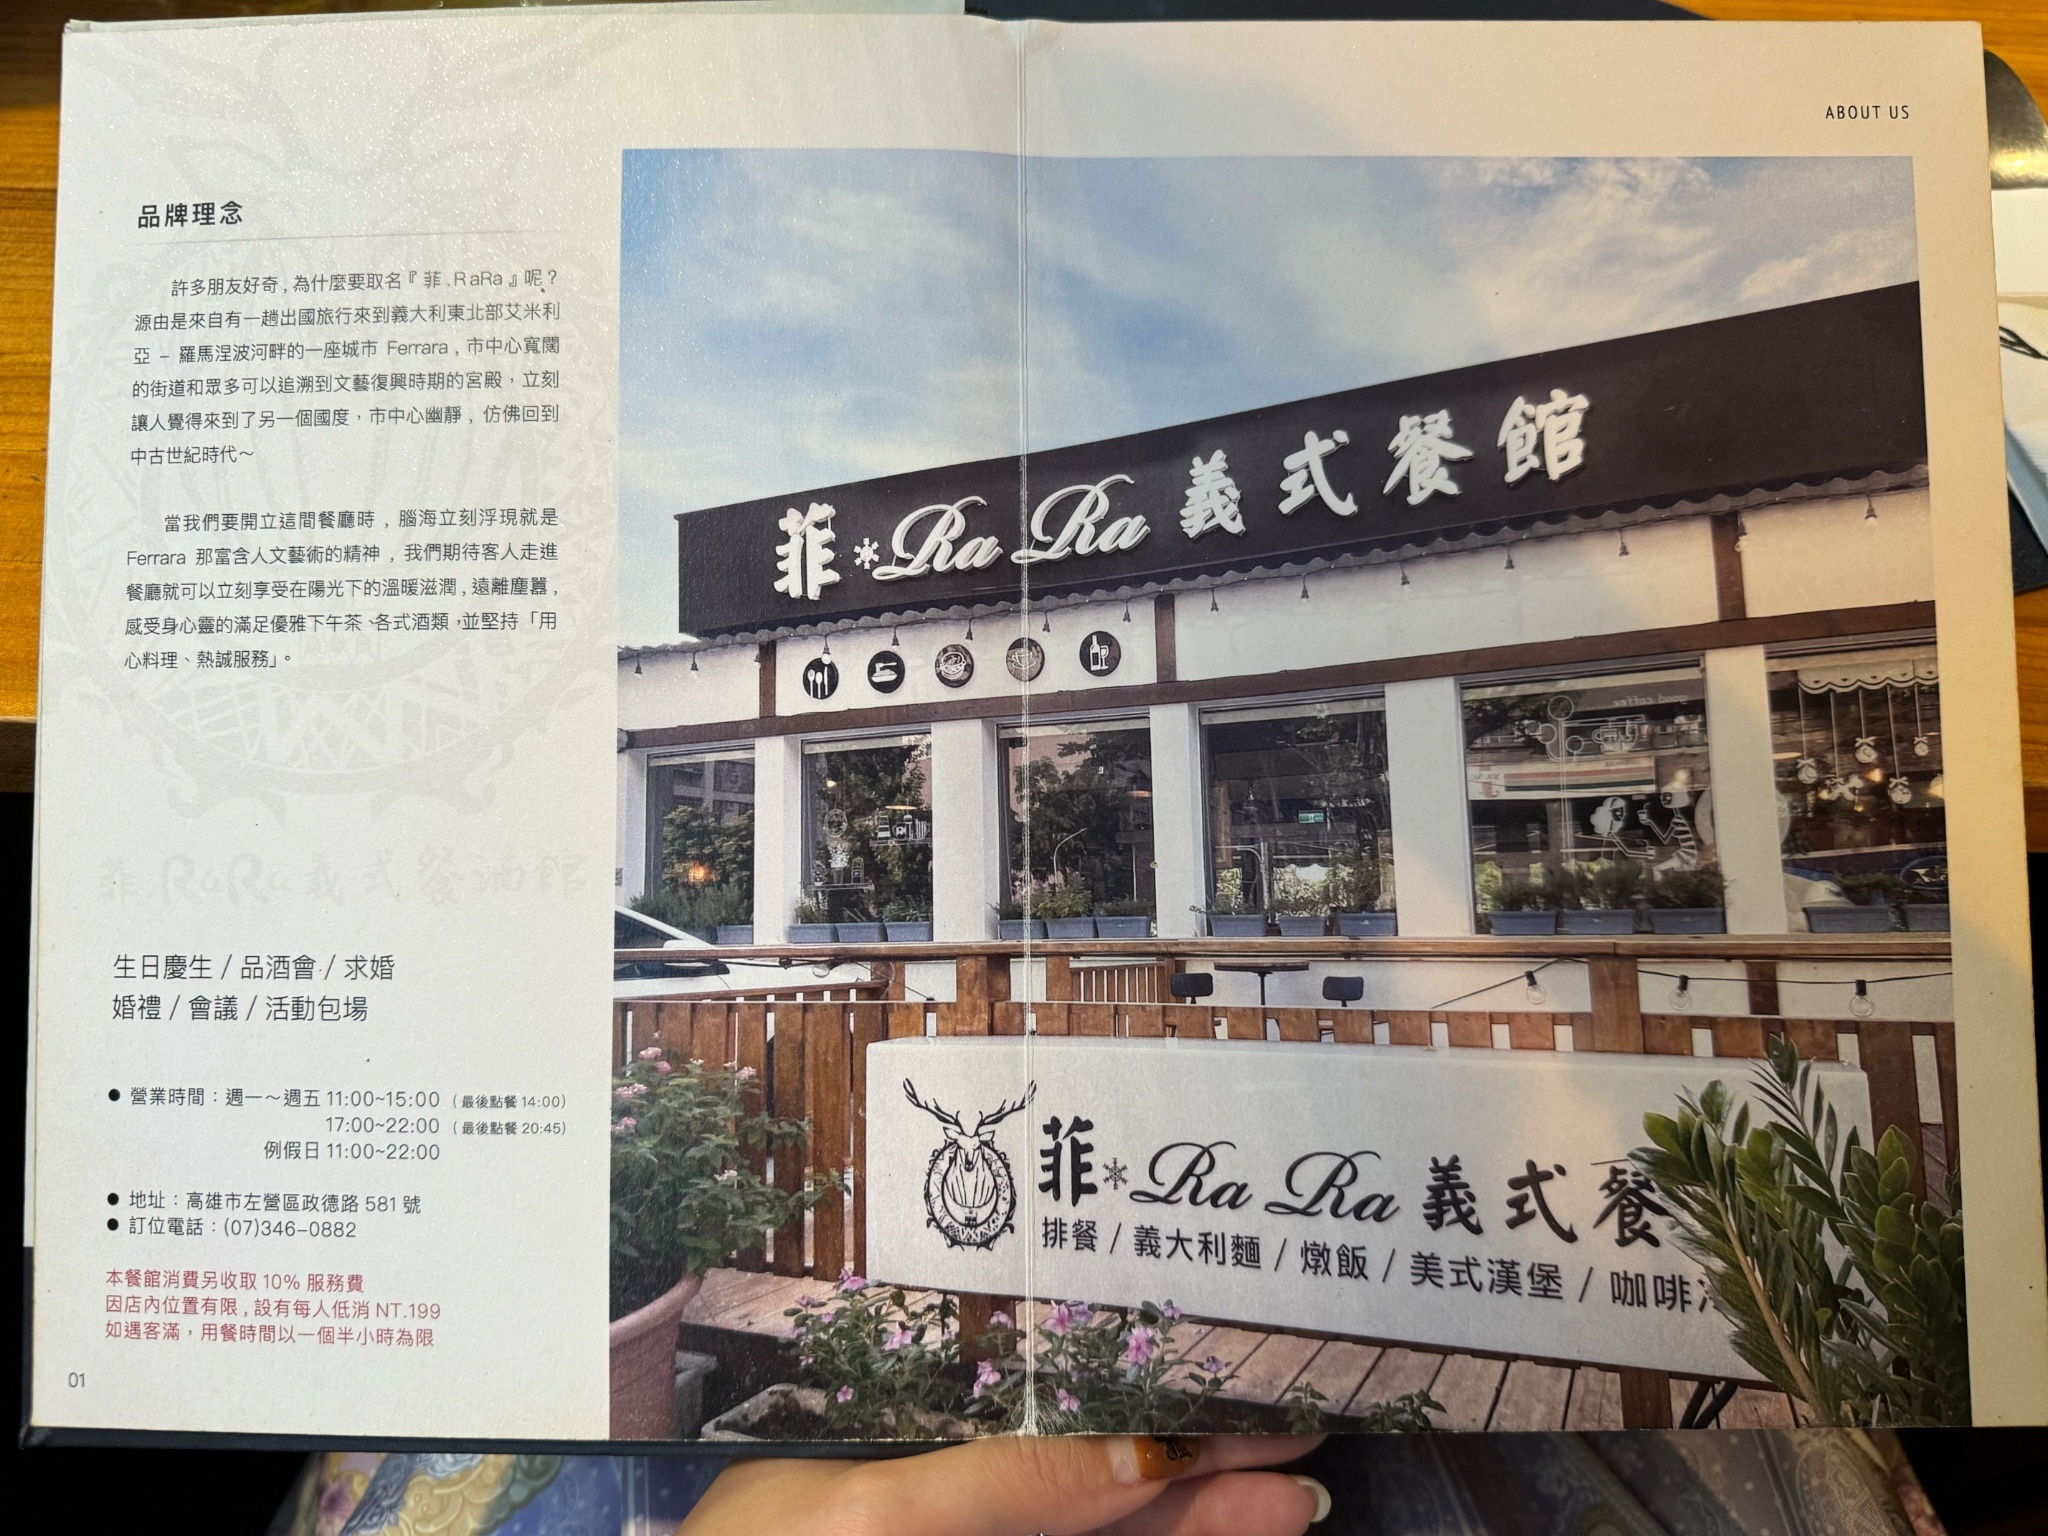 ABOUT US
品牌理念
許多朋友好奇,為什麼要取名『菲.RaRa』呢?
源由是來自有一趟出國旅行來到義大利東北部艾米利
亞 – 羅馬涅波河畔的一座城市 Ferrara,市中心寬闊
的街道和眾多可以追溯到文藝復興時期的宮殿,立刻
讓人覺得來到了另一個國度,市中心幽靜,仿佛回到
中古世紀時代~
當我們要開立這間餐廳時,腦海立刻浮現就是
Ferrara 那富含人文藝術的精神,我們期待客人走進
餐廳就可以立刻享受在陽光下的溫暖滋潤,遠離塵囂,
感受身心靈的滿足優雅下午茶、各式酒類,並堅持「用
心料理、熱誠服務」。
菲.RaRa義式餐酒館
生日慶生 / 品酒會 / 求婚
婚禮 / 會議 / 活動包場
● 營業時間:週一~週五 11:00~15:00 (最後點餐 14:00)
17:00~22:00 (最後點餐 20:45)
例假日 11:00~22:00
● 地址:高雄市左營區政德路 581 號
● 訂位電話:(07)346-0882
本餐館消費另收取 10% 服務費
因店內位置有限,設有每人低消 NT.199
如遇客滿,用餐時間以一個半小時為限
01
菲*RaRa 義式餐館
good coffee
菲*RaRa 義式餐
排餐 / 義大利麵 / 燉飯 / 美式漢堡 / 咖啡